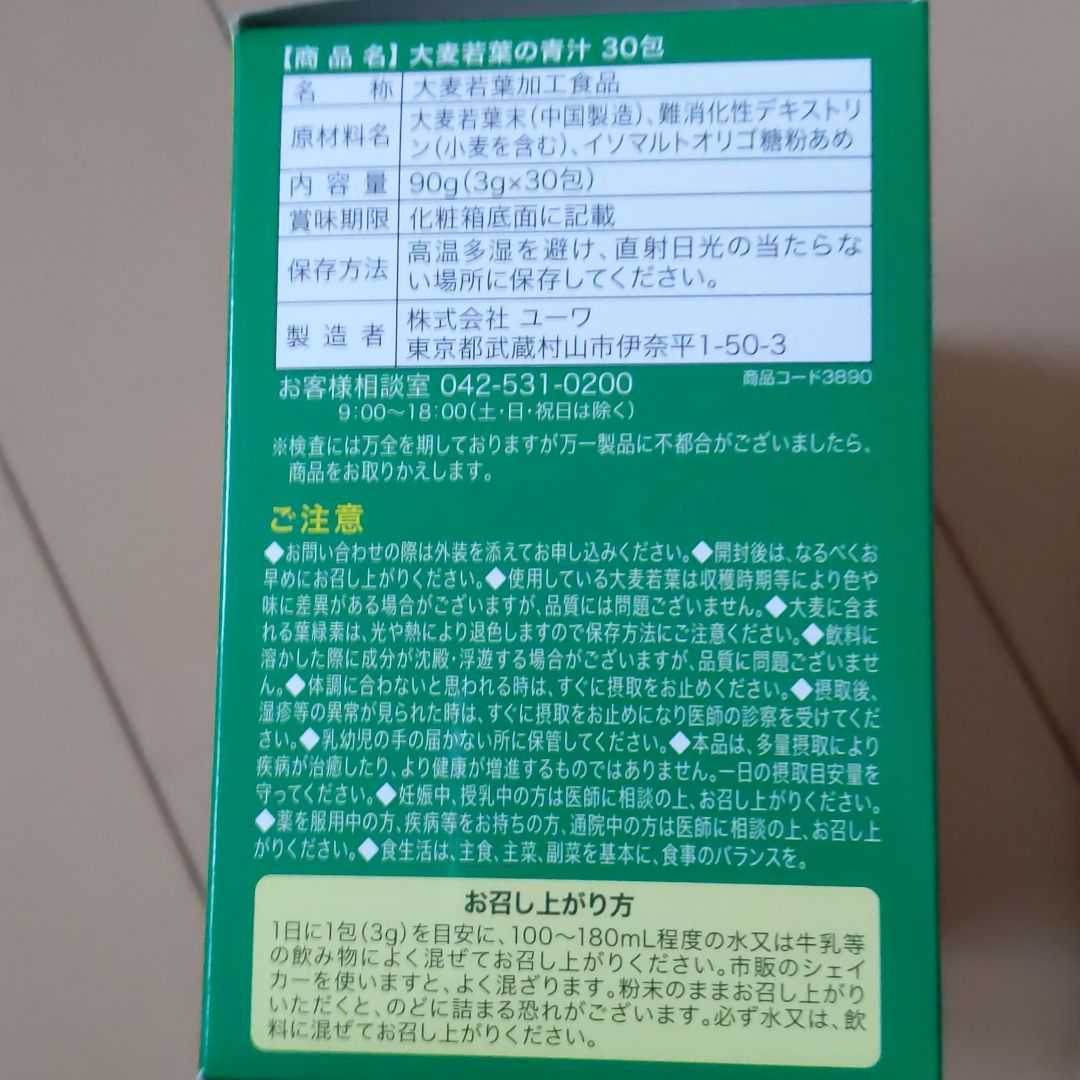 【商品名】大麦若葉の青汁 30包
名称 大麦若葉加工食品
原材料名 大麦若葉末(中国製造)、難消化性デキストリ
ン(小麦を含む)、イソマルトオリゴ糖粉あめ
内容量 90g(3g×30包)
賞味期限 化粧箱底面に記載
保存方法 高温多湿を避け、直射日光の当たらな
い場所に保存してください。
製造者 株式会社 ユーワ
東京都武蔵村山市伊奈平1-50-3
お客様相談室 042-531-0200 商品コード3890
9:00〜18:00(土・日・祝日は除く)
※検査には万全を期しておりますが万一製品に不都合がございましたら、
商品をお取りかえします。
ご注意
◆お問い合わせの際は外装を添えてお申し込みください。◆開封後は、なるべくお
早めにお召し上がりください。◆使用している大麦若葉は収穫時期等により色や
味に差異がある場合がございますが、品質には問題ございません。◆大麦に含ま
れる葉緑素は、光や熱により退色しますので保存方法にご注意ください。◆飲料に
溶かした際に成分が沈殿・浮遊する場合がございますが、品質に問題ございませ
ん。◆体調に合わないと思われる時は、すぐに摂取をお止めください。◆摂取後、
湿疹等の異常が見られた時は、すぐに摂取をお止めになり医師の診察を受けてくだ
さい。◆乳幼児の手の届かない所に保管してください。◆本品は、多量摂取により
疾病が治癒したり、より健康が増進するものではありません。一日の摂取目安量を
守ってください。◆妊娠中、授乳中の方は医師に相談の上、お召し上がりください。
◆薬を服用中の方、疾病等をお持ちの方、通院中の方は医師に相談の上、お召し上
がりください。◆食生活は、主食、主菜、副菜を基本に、食事のバランスを。
お召し上がり方
1日に1包(3g)を目安に、100〜180mL程度の水又は牛乳等
の飲み物によく混ぜてお召し上がりください。市販のシェイ
カーを使いますと、よく混ざります。粉末のままお召し上がり
いただくと、のどに詰まる恐れがございます。必ず水又は、飲
料に混ぜてお召し上がりください。